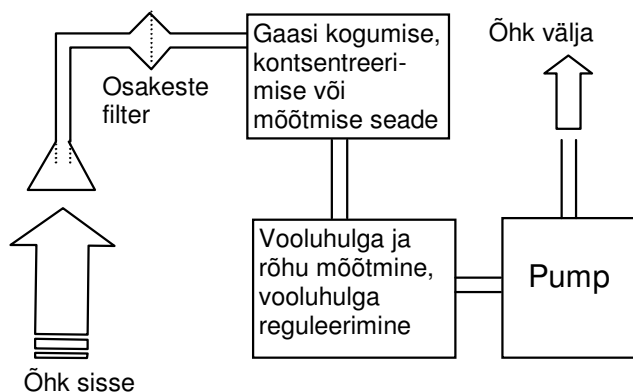 Gaasi kogumise,
kontsentreeri-
mise või
mõõtmise seade
Õhk välja
Osakeste
filter
Vooluhulga ja
rõhu mõõtmine,
vooluhulga
reguleerimine
Pump
Õhk sisse